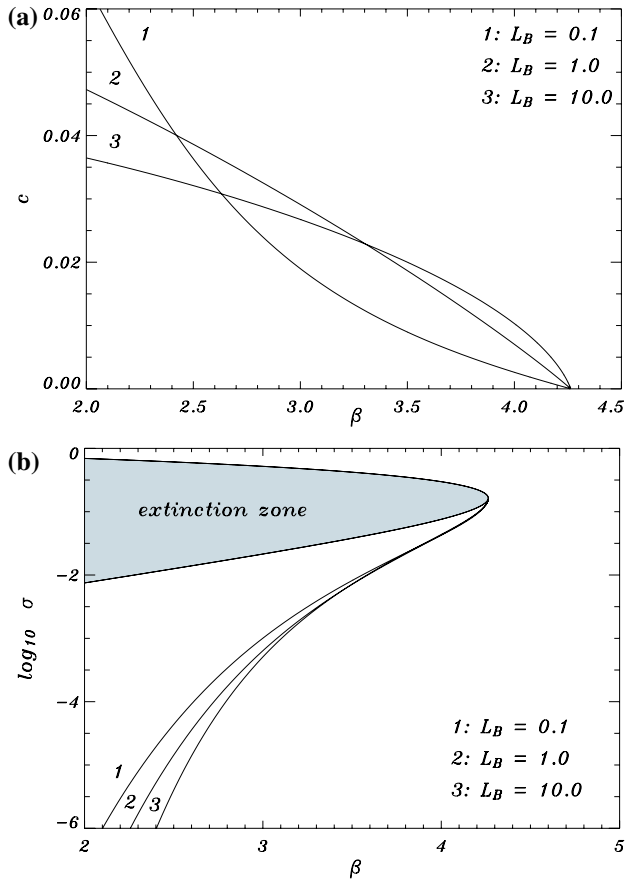 (a)
0.06
0.04
0.02
0.00
c
1
2
3
1: L_B = 0.1
2: L_B = 1.0
3: L_B = 10.0
2.0 2.5 3.0 3.5 4.0 4.5
β
(b)
0
-2
-4
-6
log₁₀ σ
extinction zone
1
2
3
1: L_B = 0.1
2: L_B = 1.0
3: L_B = 10.0
2 3 4 5
β